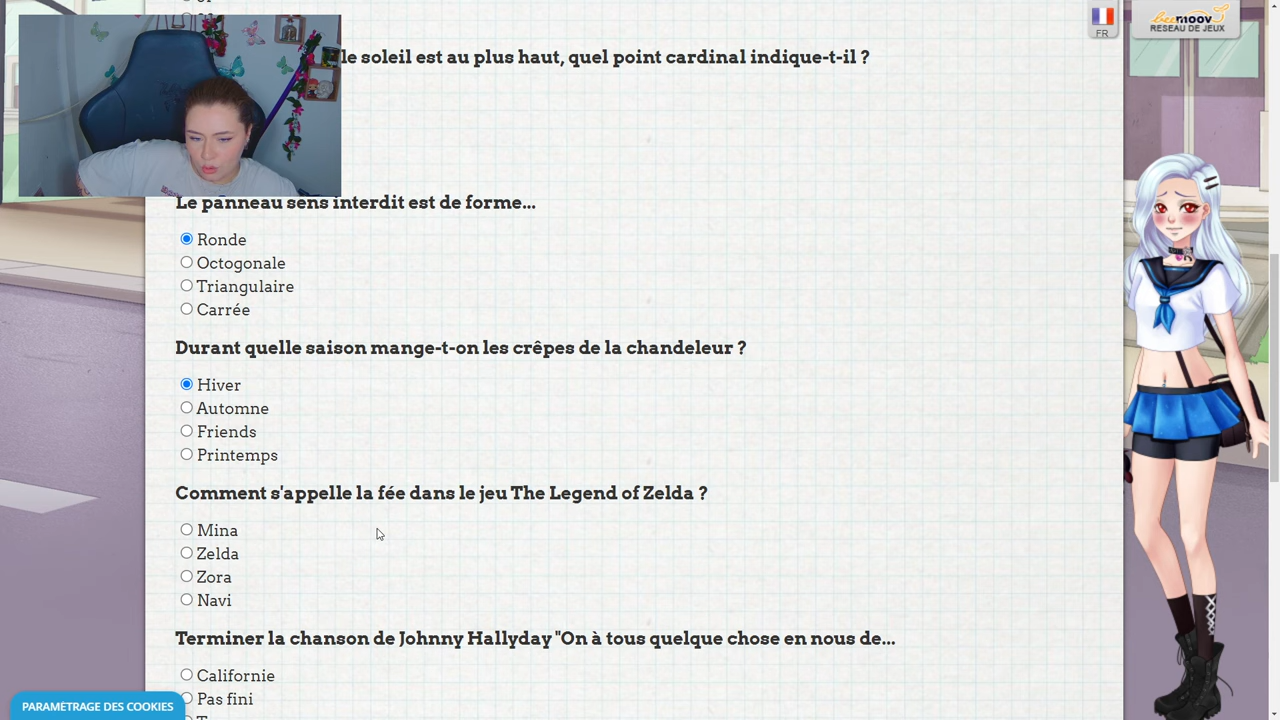 le soleil est au plus haut, quel point cardinal indique-t-il ?
FR
beemoov
RESEAU DE JEUX
Le panneau sens interdit est de forme...
Ronde
Octogonale
Triangulaire
Carrée
Durant quelle saison mange-t-on les crêpes de la chandeleur ?
Hiver
Automne
Friends
Printemps
Comment s'appelle la fée dans le jeu The Legend of Zelda ?
Mina
Zelda
Zora
Navi
Terminer la chanson de Johnny Hallyday "On à tous quelque chose en nous de...
Californie
Pas fini
PARAMÉTRAGE DES COOKIES